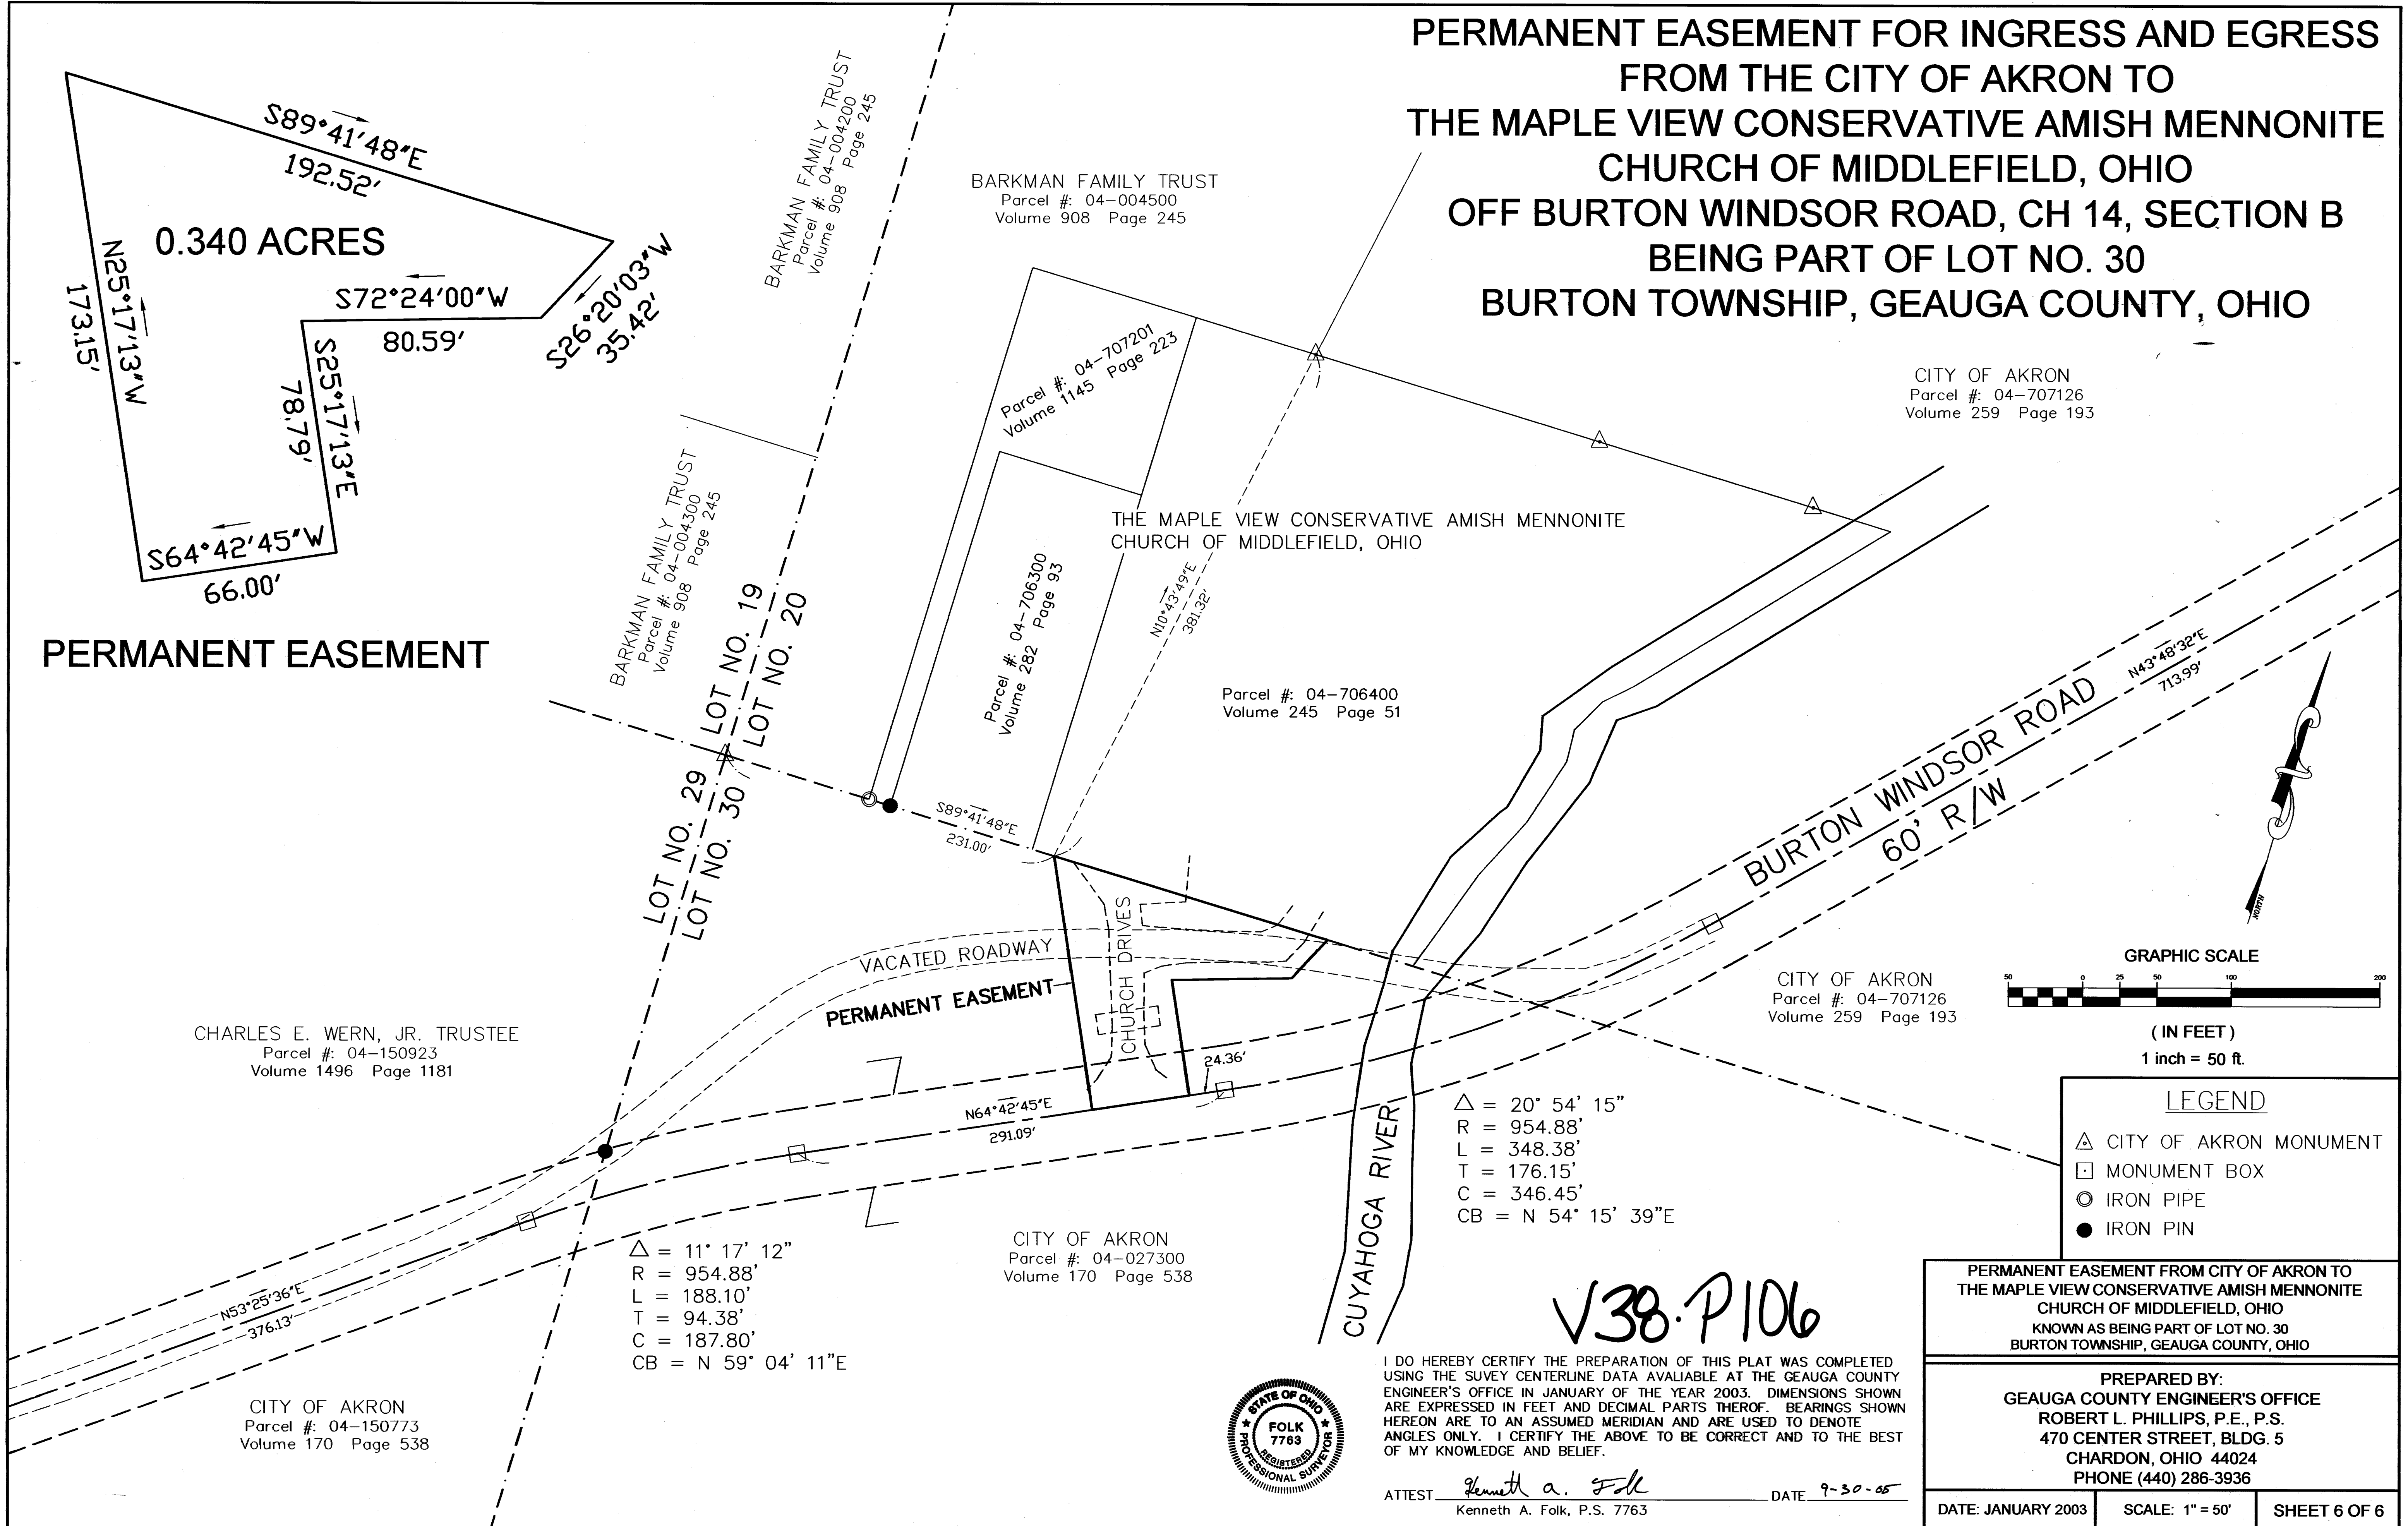 PERMANENT EASEMENT FOR INGRESS AND EGRESS
FROM THE CITY OF AKRON TO
THE MAPLE VIEW CONSERVATIVE AMISH MENNONITE
CHURCH OF MIDDLEFIELD, OHIO
OFF BURTON WINDSOR ROAD, CH 14, SECTION B
BEING PART OF LOT NO. 30
BURTON TOWNSHIP, GEAUGA COUNTY, OHIO
S89°41'48"E
192.52'
0.340 ACRES
N25°17'13"W
173.15'
S72°24'00"W
80.59'
S26°20'03"W
35.42'
S25°17'13"E
78.79'
S64°42'45"W
66.00'
PERMANENT EASEMENT
BARKMAN FAMILY TRUST
Parcel #: 04-004200
Volume 908 Page 245
BARKMAN FAMILY TRUST
Parcel #: 04-004500
Volume 908 Page 245
Parcel #: 04-707201
Volume 1145 Page 223
CITY OF AKRON
Parcel #: 04-707126
Volume 259 Page 193
BARKMAN FAMILY TRUST
Parcel #: 04-004300
Volume 908 Page 245
THE MAPLE VIEW CONSERVATIVE AMISH MENNONITE
CHURCH OF MIDDLEFIELD, OHIO
LOT NO. 19
LOT NO. 20
Parcel #: 04-706300
Volume 282 Page 93
N10°43'49"E
381.32'
Parcel #: 04-706400
Volume 245 Page 51
N43°48'32"E
713.99'
BURTON WINDSOR ROAD
60' R/W
LOT NO. 29
LOT NO. 30
S89°41'48"E
231.00'
NORTH
VACATED ROADWAY
CHURCH DRIVES
PERMANENT EASEMENT
GRAPHIC SCALE
50 0 25 50 100 200
( IN FEET )
1 inch = 50 ft.
CITY OF AKRON
Parcel #: 04-707126
Volume 259 Page 193
CHARLES E. WERN, JR. TRUSTEE
Parcel #: 04-150923
Volume 1496 Page 1181
24.36'
N64°42'45"E
291.09'
CUYAHOGA RIVER
△ = 20° 54' 15"
R = 954.88'
L = 348.38'
T = 176.15'
C = 346.45'
CB = N 54° 15' 39"E
LEGEND
CITY OF AKRON MONUMENT
MONUMENT BOX
IRON PIPE
IRON PIN
N53°25'36"E
376.13'
△ = 11° 17' 12"
R = 954.88'
L = 188.10'
T = 94.38'
C = 187.80'
CB = N 59° 04' 11"E
CITY OF AKRON
Parcel #: 04-027300
Volume 170 Page 538
CITY OF AKRON
Parcel #: 04-150773
Volume 170 Page 538
V38.P106
I DO HEREBY CERTIFY THE PREPARATION OF THIS PLAT WAS COMPLETED
USING THE SUVEY CENTERLINE DATA AVALIABLE AT THE GEAUGA COUNTY
ENGINEER'S OFFICE IN JANUARY OF THE YEAR 2003. DIMENSIONS SHOWN
ARE EXPRESSED IN FEET AND DECIMAL PARTS THEROF. BEARINGS SHOWN
HEREON ARE TO AN ASSUMED MERIDIAN AND ARE USED TO DENOTE
ANGLES ONLY. I CERTIFY THE ABOVE TO BE CORRECT AND TO THE BEST
OF MY KNOWLEDGE AND BELIEF.
STATE OF OHIO
FOLK
7763
REGISTERED
PROFESSIONAL SURVEYOR
ATTEST Kenneth A. Folk DATE 9-30-05
Kenneth A. Folk, P.S. 7763
PERMANENT EASEMENT FROM CITY OF AKRON TO
THE MAPLE VIEW CONSERVATIVE AMISH MENNONITE
CHURCH OF MIDDLEFIELD, OHIO
KNOWN AS BEING PART OF LOT NO. 30
BURTON TOWNSHIP, GEAUGA COUNTY, OHIO
PREPARED BY:
GEAUGA COUNTY ENGINEER'S OFFICE
ROBERT L. PHILLIPS, P.E., P.S.
470 CENTER STREET, BLDG. 5
CHARDON, OHIO 44024
PHONE (440) 286-3936
DATE: JANUARY 2003 SCALE: 1" = 50' SHEET 6 OF 6